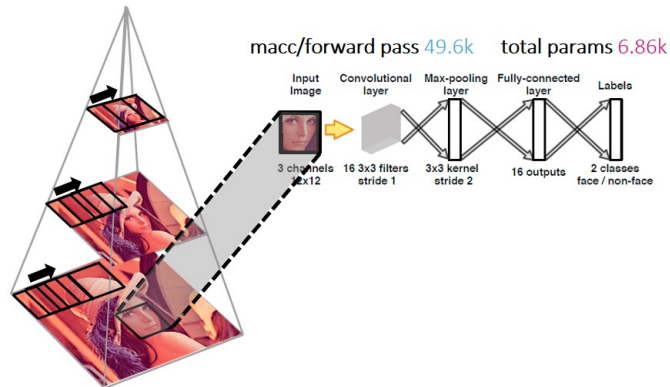 macc/forward pass 49.6k total params 6.86k
Input Image
Convolutional layer
Max-pooling layer
Fully-connected layer
Labels
3 channels
12x12
16 3x3 filters
stride 1
3x3 kernel
stride 2
16 outputs
2 classes
face / non-face